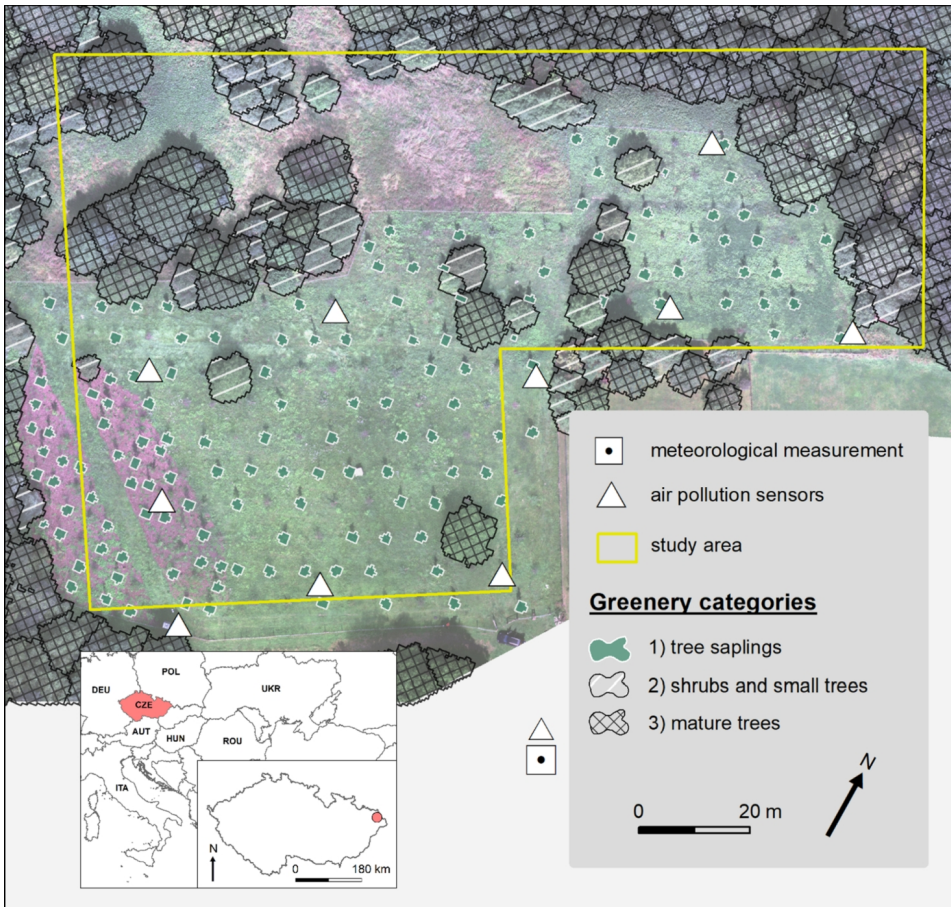 meteorological measurement
air pollution sensors
study area
Greenery categories
1) tree saplings
2) shrubs and small trees
3) mature trees
N
0 20 m
POL
DEU
UKR
CZE
AUT
HUN
ROU
ITA
N
0 180 km